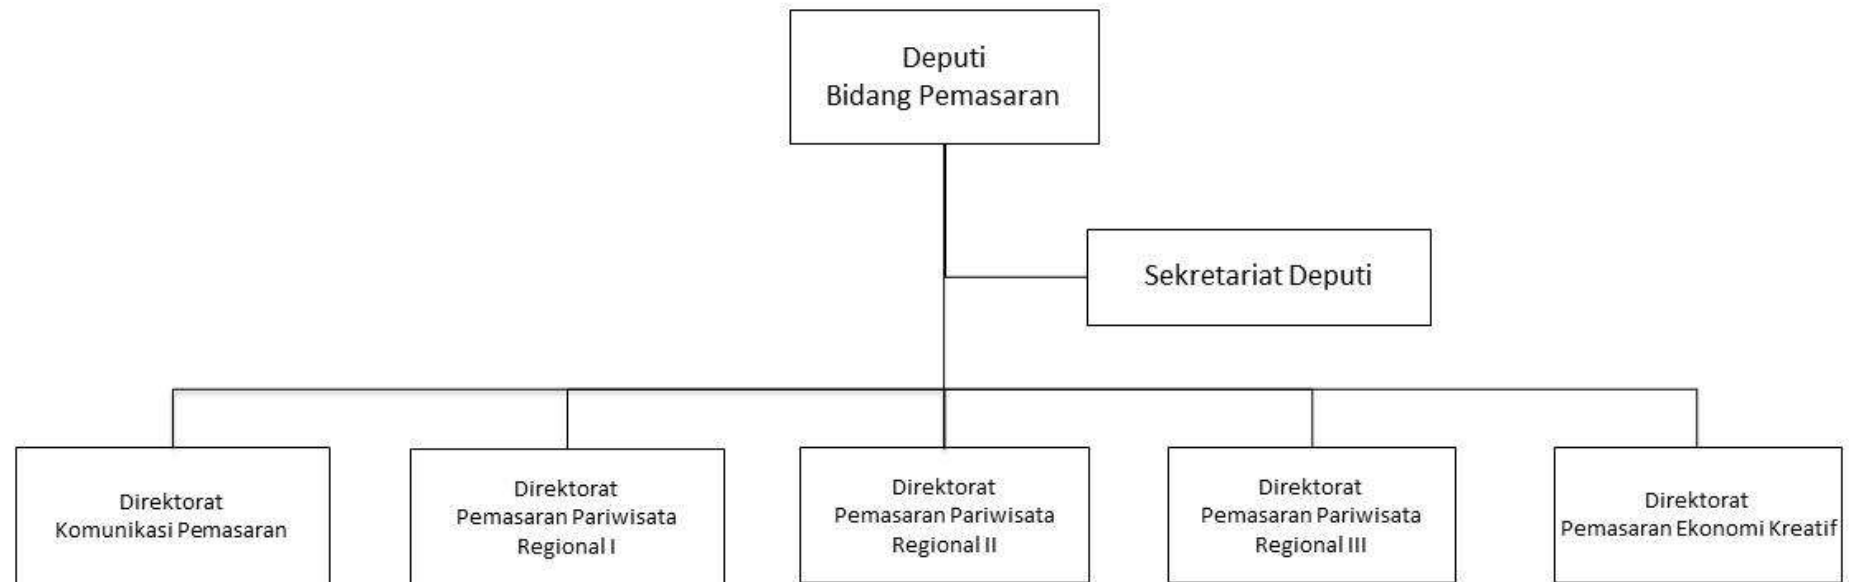 Deputi
Bidang Pemasaran
Sekretariat Deputi
Direktorat
Komunikasi Pemasaran
Direktorat
Pemasaran Pariwisata
Regional I
Direktorat
Pemasaran Pariwisata
Regional II
Direktorat
Pemasaran Pariwisata
Regional III
Direktorat
Pemasaran Ekonomi Kreatif